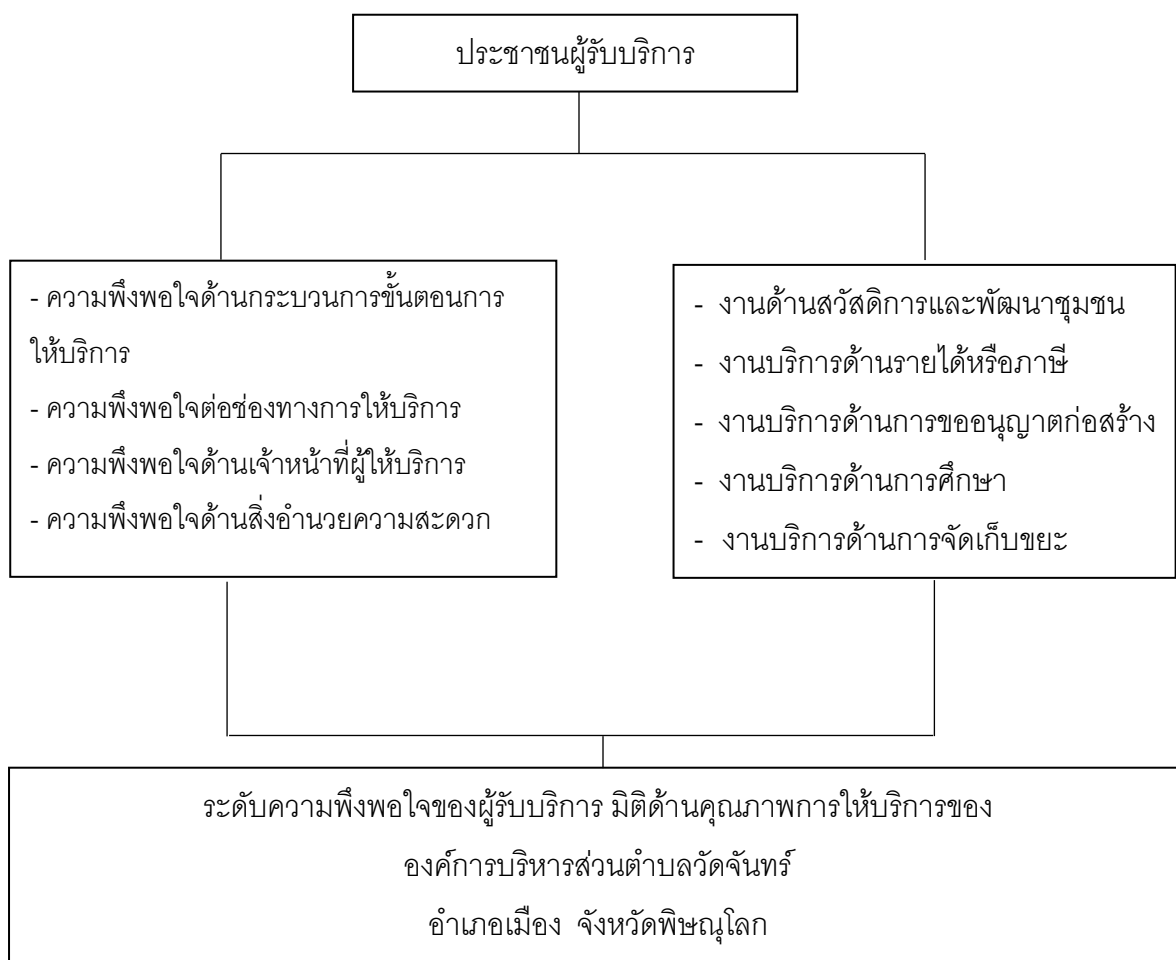 ประชาชนผู้รับบริการ
- ความพึงพอใจด้านกระบวนการขั้นตอนการ
ให้บริการ
- ความพึงพอใจต่อช่องทางการให้บริการ
- ความพึงพอใจด้านเจ้าหน้าที่ผู้ให้บริการ
- ความพึงพอใจด้านสิ่งอำนวยความสะดวก
- งานด้านสวัสดิการและพัฒนาชุมชน
- งานบริการด้านรายได้หรือภาษี
- งานบริการด้านการขออนุญาตก่อสร้าง
- งานบริการด้านการศึกษา
- งานบริการด้านการจัดเก็บขยะ
ระดับความพึงพอใจของผู้รับบริการ มิติด้านคุณภาพการให้บริการของ
องค์การบริหารส่วนตำบลวัดจันทร์
อำเภอเมือง จังหวัดพิษณุโลก